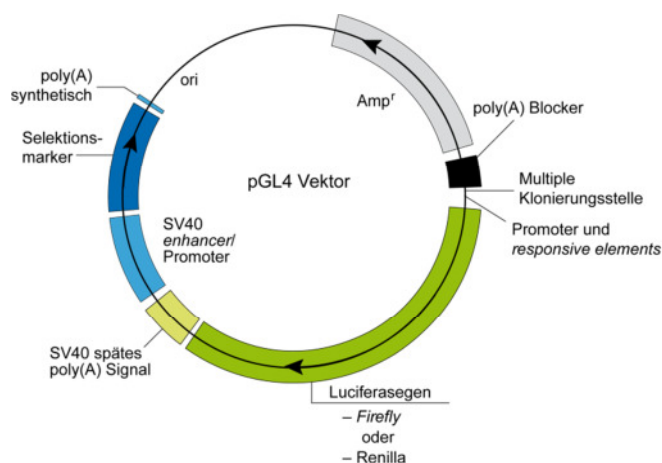 poly(A)
synthetisch
ori
Ampʳ
poly(A) Blocker
Selektions-
marker
pGL4 Vektor
Multiple
Klonierungsstelle
Promoter und
responsive elements
SV40
enhancer/
Promoter
SV40 spätes
poly(A) Signal
Luciferasegen
– Firefly
oder
– Renilla